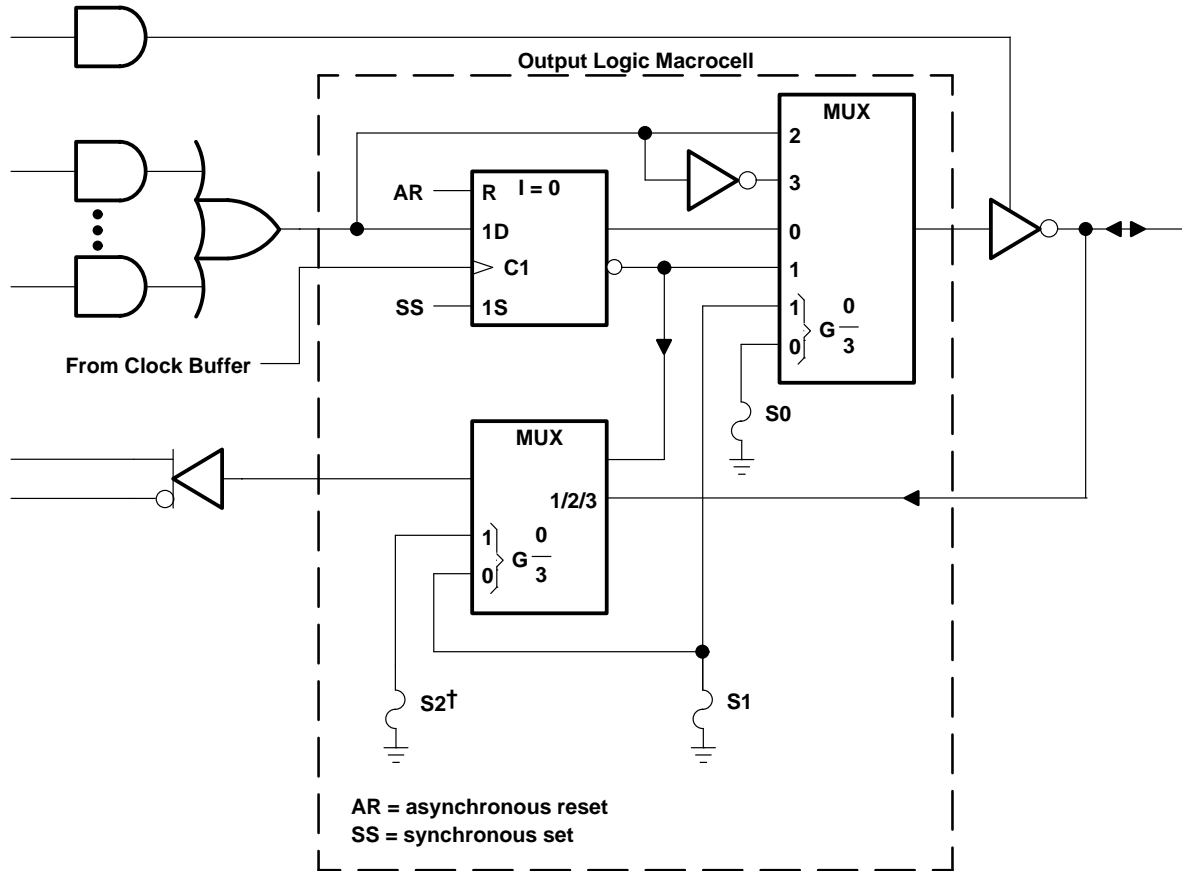 Output Logic Macrocell
MUX
2
3
0
1
1
0
G 0
3
AR
R
I = 0
1D
C1
SS
1S
From Clock Buffer
S0
MUX
1/2/3
1
0
G 0
3
S2†
S1
AR = asynchronous reset
SS = synchronous set